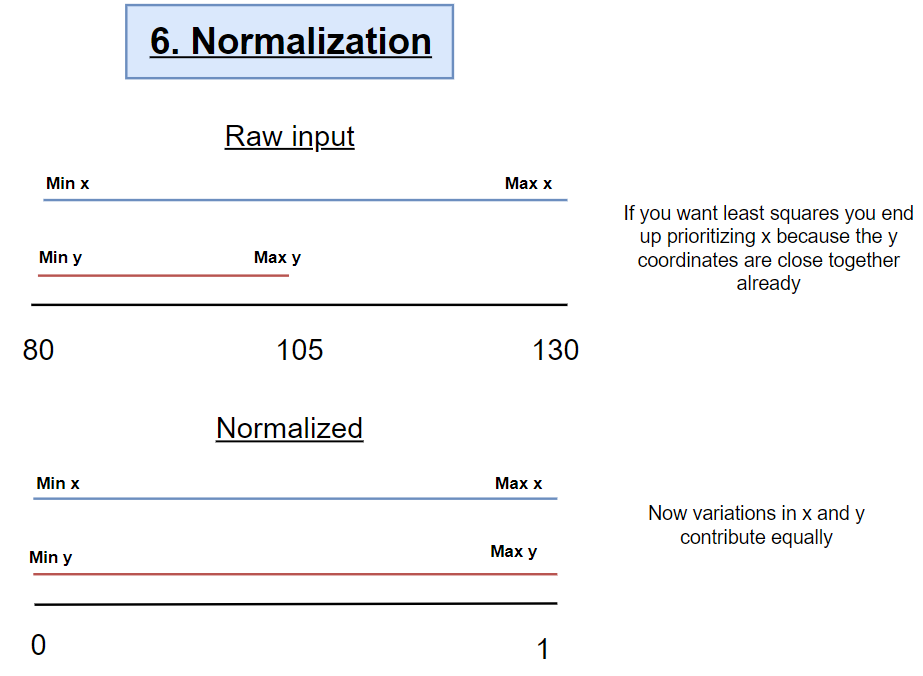 6. Normalization
Raw input
Min x
Max x
Min y
Max y
80
105
130
If you want least squares you end
up prioritizing x because the y
coordinates are close together
already
Normalized
Min x
Max x
Min y
Max y
0
1
Now variations in x and y
contribute equally